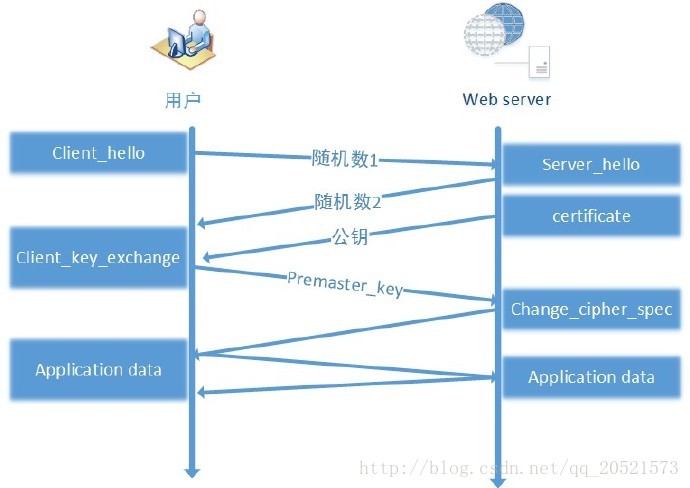 用户
Web server
Client_hello
随机数1
Server_hello
随机数2
certificate
公钥
Client_key_exchange
Premaster_key
Change_cipher_spec
Application data
Application data
http://blog.csdn.net/qq_20521573